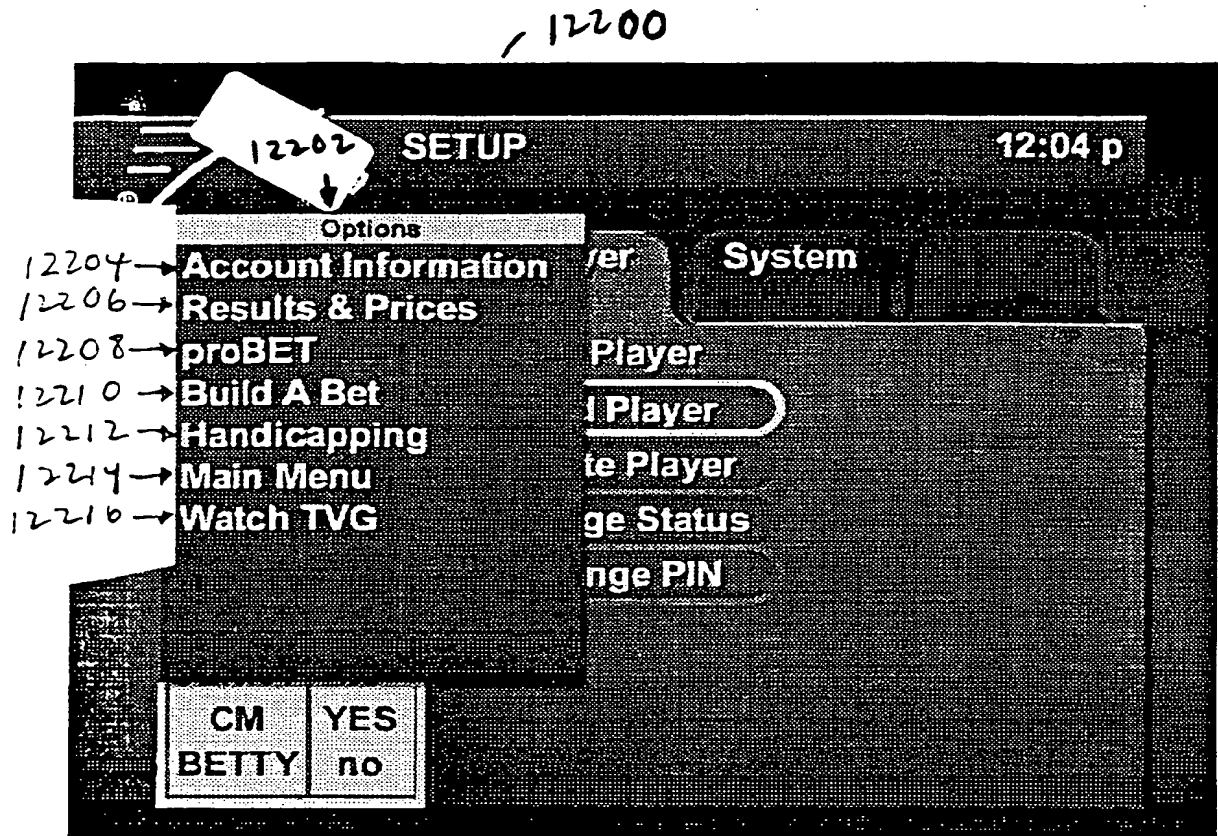 12200
12202 SETUP 12:04 p
Options
12204 Account Information yer System
12206 Results & Prices
12208 proBET Player
12210 Build A Bet Player
12212 Handicapping
12214 Main Menu te Player
12216 Watch TVG ge Status
nge PIN
CM YES
BETTY no